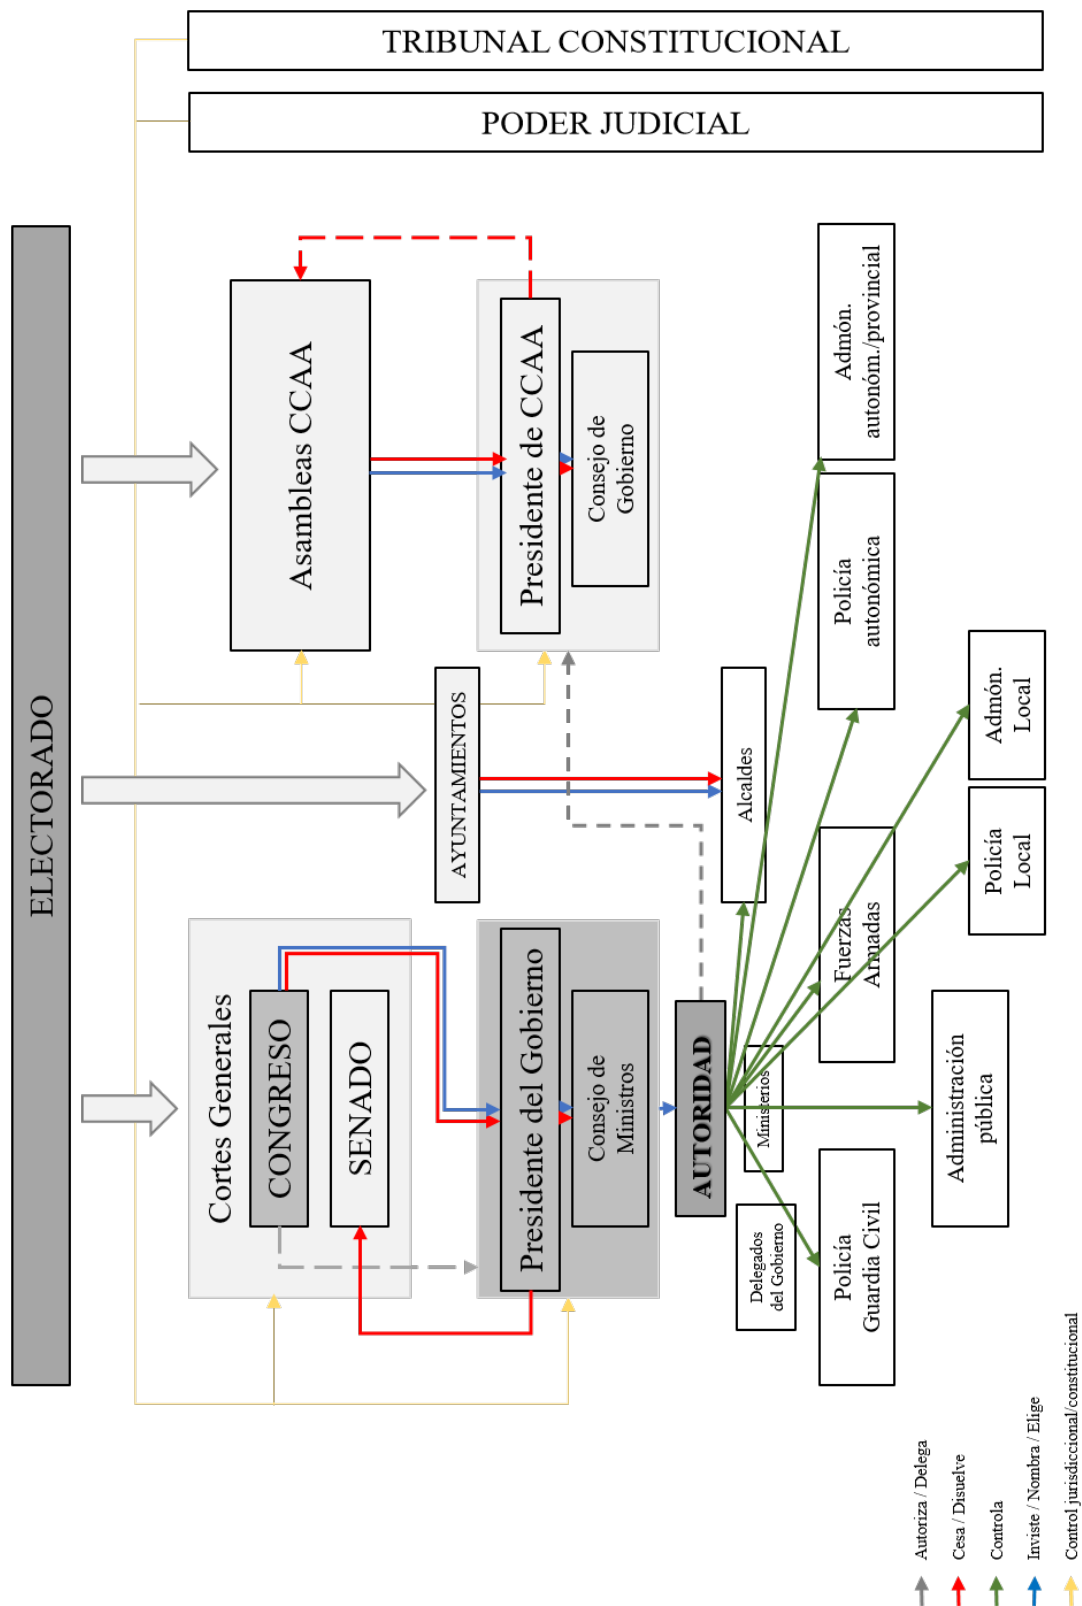 TRIBUNAL CONSTITUCIONAL
PODER JUDICIAL
ELECTORADO
Cortes Generales
CONGRESO
SENADO
AYUNTAMIENTOS
Asambleas CCAA
Presidente del Gobierno
Consejo de
Ministros
Presidente de CCAA
Consejo de
Gobierno
AUTORIDAD
Alcaldes
Delegados
del Gobierno
Ministerios
Policía
Guardia Civil
Fuerzas
Armadas
Policía
autonómica
Admón.
autonóm./provincial
Administración
pública
Policía
Local
Admón.
Local
Autoriza / Delega
Cesa / Disuelve
Controla
Inviste / Nombra / Elige
Control jurisdiccional/constitucional